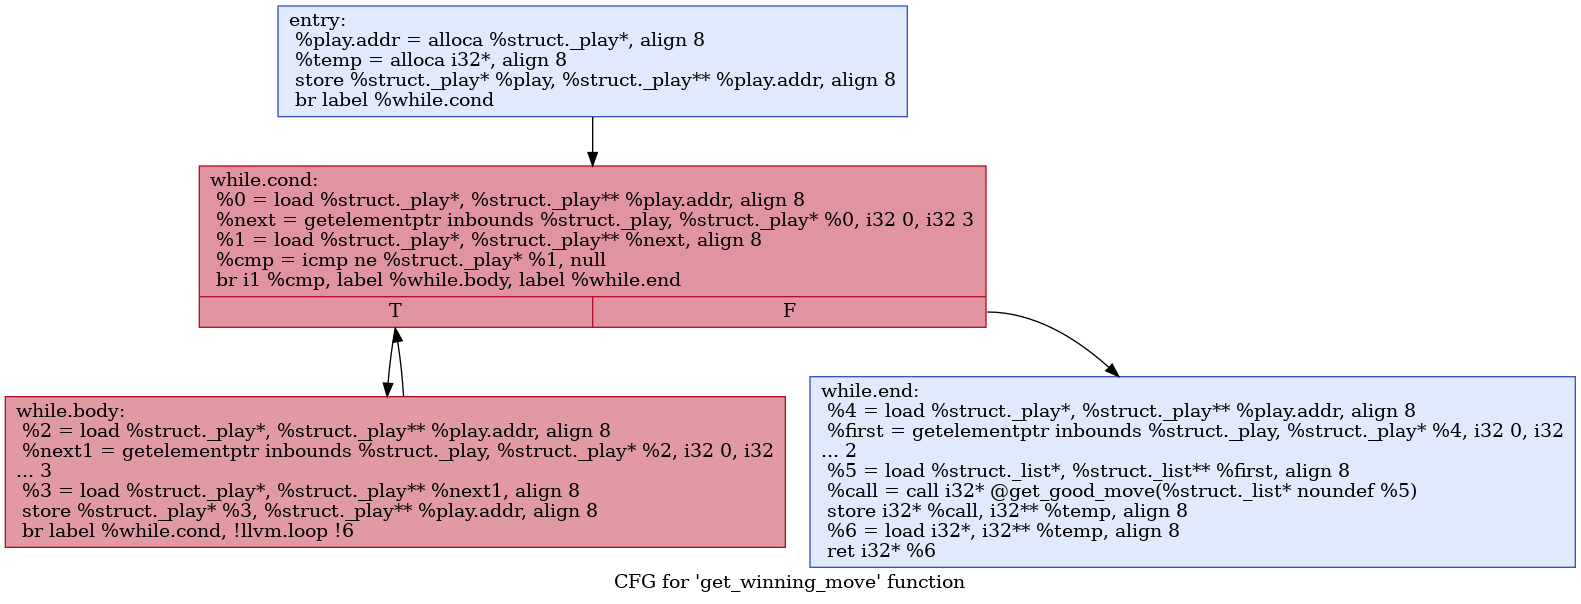 entry:
%play.addr = alloca %struct._play*, align 8
%temp = alloca i32*, align 8
store %struct._play* %play, %struct._play** %play.addr, align 8
br label %while.cond
while.cond:
%0 = load %struct._play*, %struct._play** %play.addr, align 8
%next = getelementptr inbounds %struct._play, %struct._play* %0, i32 0, i32 3
%1 = load %struct._play*, %struct._play** %next, align 8
%cmp = icmp ne %struct._play* %1, null
br i1 %cmp, label %while.body, label %while.end
T F
while.body:
%2 = load %struct._play*, %struct._play** %play.addr, align 8
%next1 = getelementptr inbounds %struct._play, %struct._play* %2, i32 0, i32
... 3
%3 = load %struct._play*, %struct._play** %next1, align 8
store %struct._play* %3, %struct._play** %play.addr, align 8
br label %while.cond, !llvm.loop !6
while.end:
%4 = load %struct._play*, %struct._play** %play.addr, align 8
%first = getelementptr inbounds %struct._play, %struct._play* %4, i32 0, i32
... 2
%5 = load %struct._list*, %struct._list** %first, align 8
%call = call i32* @get_good_move(%struct._list* noundef %5)
store i32* %call, i32** %temp, align 8
%6 = load i32*, i32** %temp, align 8
ret i32* %6
CFG for 'get_winning_move' function